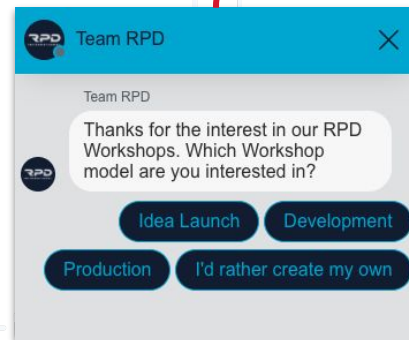 RPD
Team RPD
Team RPD
Thanks for the interest in our RPD
Workshops. Which Workshop
model are you interested in?
RPD
Idea Launch
Development
Production
I'd rather create my own